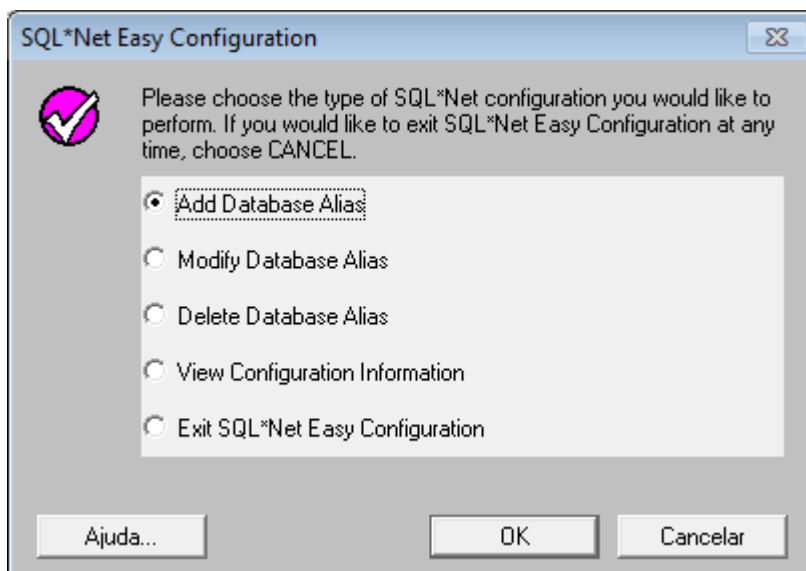 SQL*Net Easy Configuration
Please choose the type of SQL*Net configuration you would like to
perform. If you would like to exit SQL*Net Easy Configuration at any
time, choose CANCEL.
Add Database Alias
Modify Database Alias
Delete Database Alias
View Configuration Information
Exit SQL*Net Easy Configuration
Ajuda... OK Cancelar